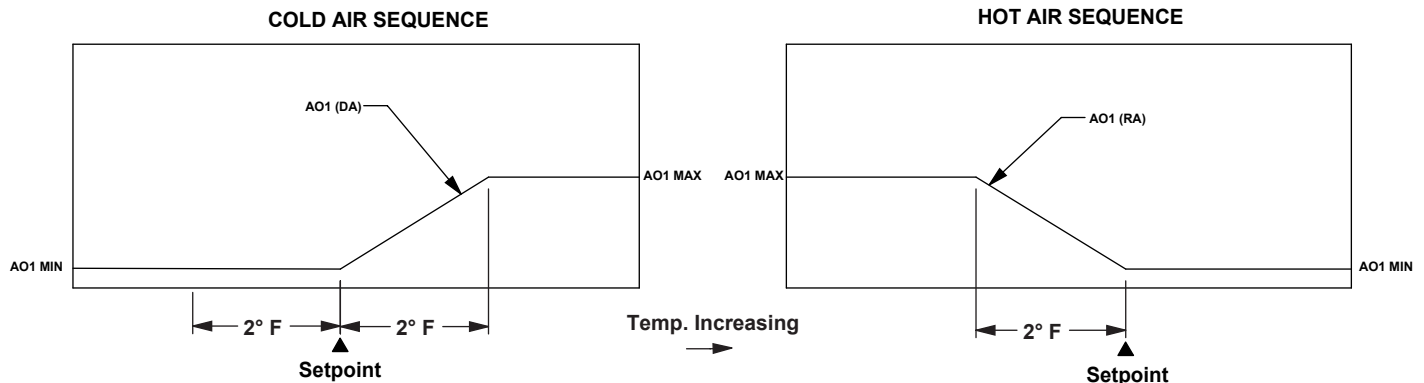 COLD AIR SEQUENCE
AO1 (DA)
AO1 MAX
AO1 MIN
2° F
2° F
Setpoint
Temp. Increasing
HOT AIR SEQUENCE
AO1 (RA)
AO1 MAX
AO1 MIN
2° F
Setpoint